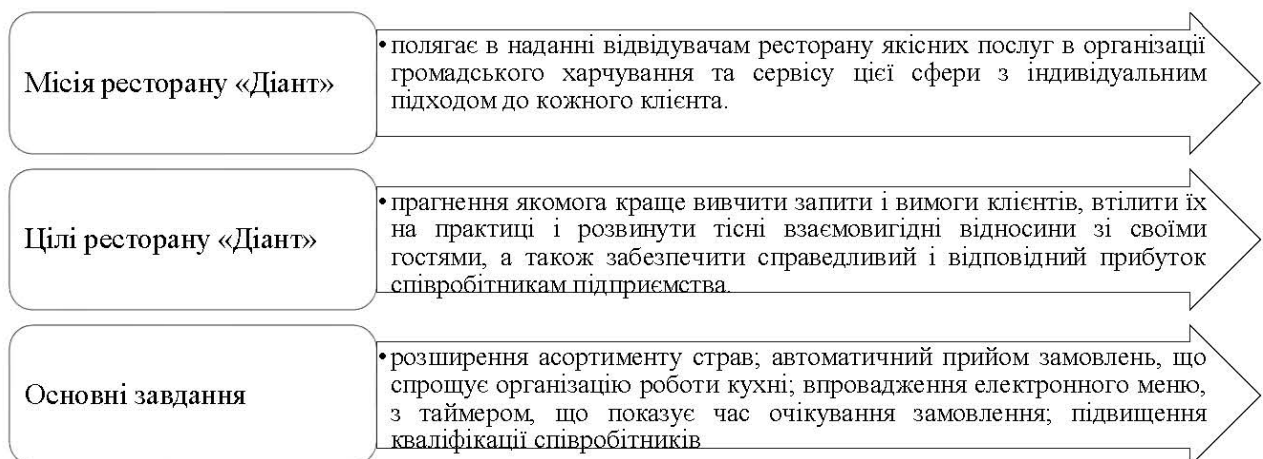 Місія ресторану «Діант»
•полягає в наданні відвідувачам ресторану якісних послуг в організації
громадського харчування та сервісу цієї сфери з індивідуальним
підходом до кожного клієнта.
Цілі ресторану «Діант»
•прагнення якомога краще вивчити запити і вимоги клієнтів, втілити їх
на практиці і розвинути тісні взаємовигідні відносини зі своїми
гостями, а також забезпечити справедливий і відповідний прибуток
співробітникам підприємства.
Основні завдання
•розширення асортименту страв; автоматичний прийом замовлень, що
спрощує організацію роботи кухні; впровадження електронного меню,
з таймером, що показує час очікування замовлення; підвищення
кваліфікації співробітників